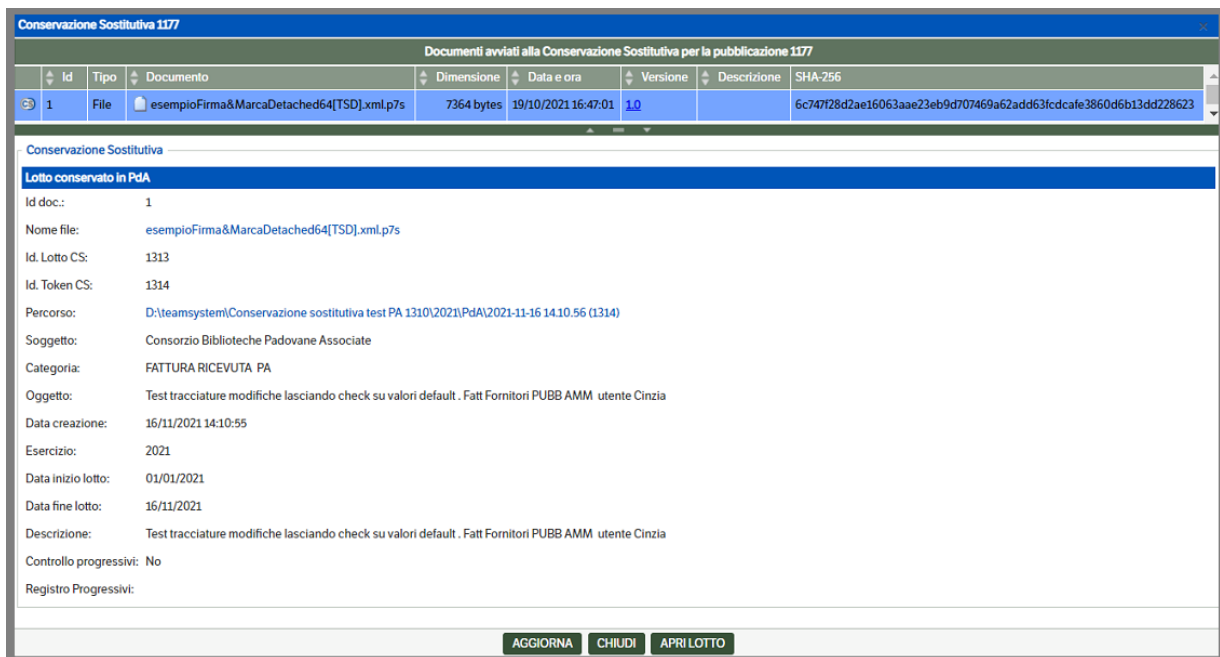 Conservazione Sostitutiva 1177
Documenti avviati alla Conservazione Sostitutiva per la pubblicazione 1177
Id Tipo Documento Dimensione Data e ora Versione Descrizione SHA-256
1 File esempioFirma&MarcaDetached64[TSD].xml.p7s 7364 bytes 19/10/2021 16:47:01 1.0 6c747f28d2ae16063aae23eb9d707469a62add63fcdcafe3860d6b13dd228623
Conservazione Sostitutiva
Lotto conservato in PdA
Id doc.: 1
Nome file: esempioFirma&MarcaDetached64[TSD].xml.p7s
Id. Lotto CS: 1313
Id. Token CS: 1314
Percorso: D:\teamsystem\Conservazione sostitutiva test PA 1310\2021\PdA\2021-11-16 14.10.56 (1314)
Soggetto: Consorzio Biblioteche Padovane Associate
Categoria: FATTURA RICEVUTA PA
Oggetto: Test tracciature modifiche lasciando check su valori default . Fatt Fornitori PUBB AMM utente Cinzia
Data creazione: 16/11/2021 14:10:55
Esercizio: 2021
Data inizio lotto: 01/01/2021
Data fine lotto: 16/11/2021
Descrizione: Test tracciature modifiche lasciando check su valori default . Fatt Fornitori PUBB AMM utente Cinzia
Controllo progressivi: No
Registro Progressivi:
AGGIORNA CHIUDI APRI LOTTO